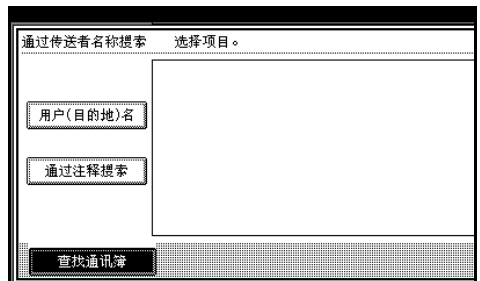 通过传送者名称搜索 选择项目。
用户(目的地)名
通过注释搜索
查找通讯簿